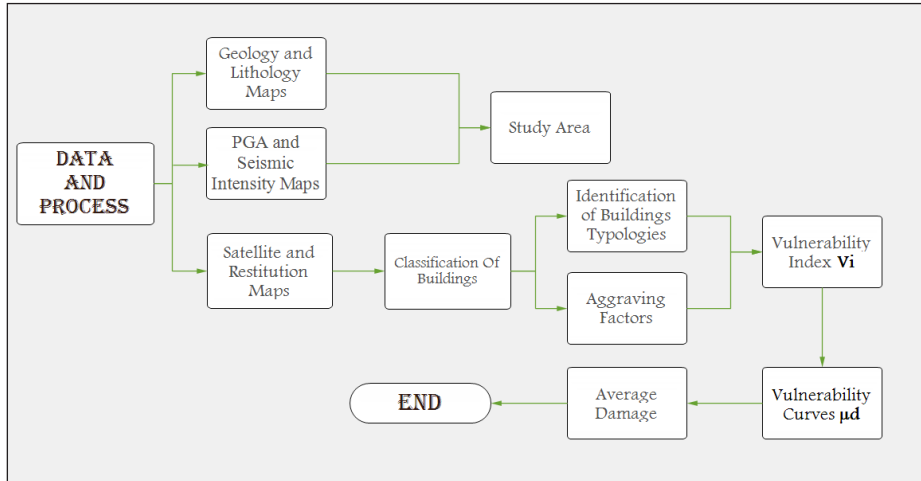 Geology and
Lithology
Maps
PGA and
Seismic
Intensity Maps
Study Area
DATA
AND
PROCESS
Satellite and
Restitution
Maps
Classification Of
Buildings
Identification
of Buildings
Typologies
Aggraving
Factors
Vulnerability
Index Vi
Vulnerability
Curves μd
Average
Damage
END